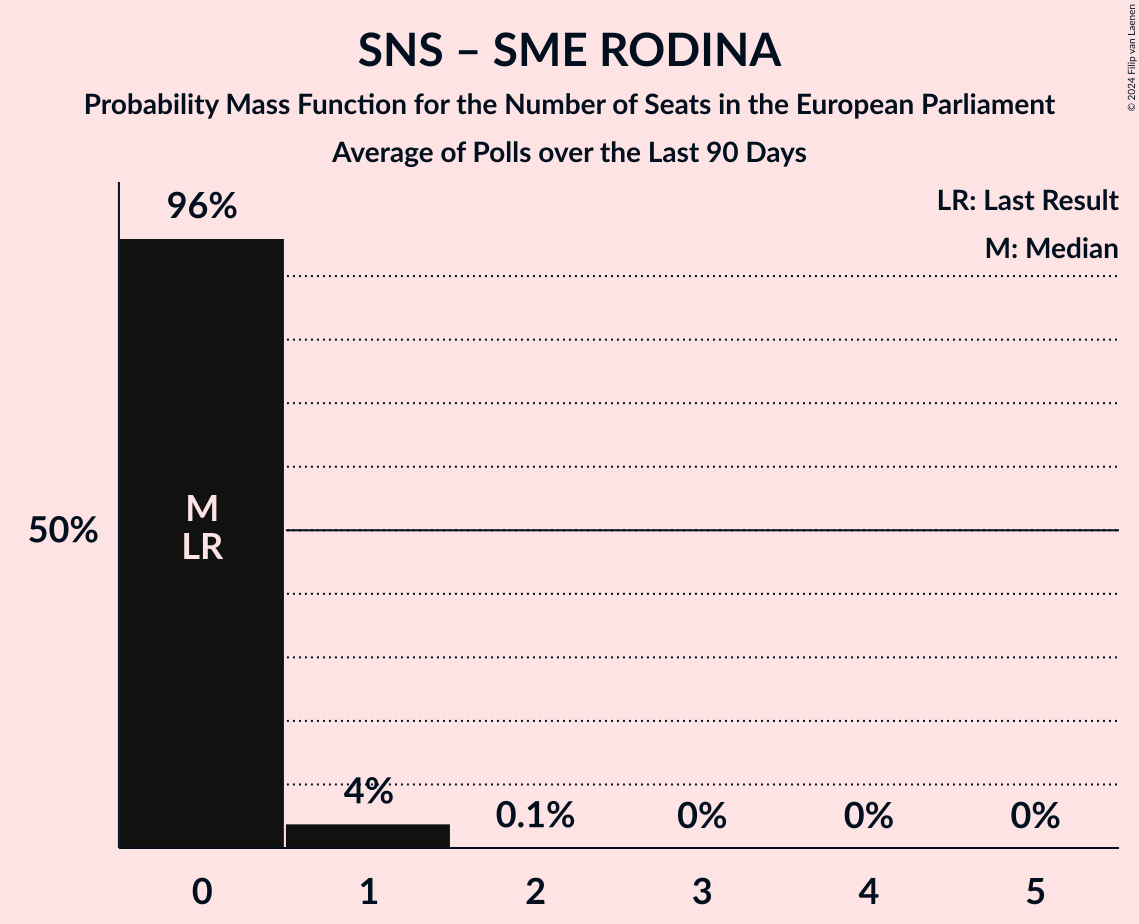 SNS – SME RODINA
Probability Mass Function for the Number of Seats in the European Parliament
Average of Polls over the Last 90 Days
© 2024 Filip van Laenen
LR: Last Result
M: Median
96%
M
LR
50%
4%
0.1%
0%
0%
0%
0
1
2
3
4
5